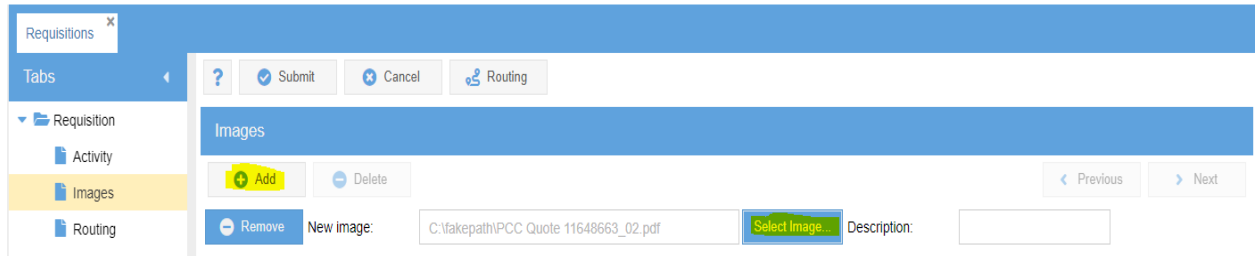 Requisitions x
Tabs
? Submit Cancel Routing
Requisition
Images
Activity
Add Delete Previous Next
Images
Remove New image: C:\fakepath\PCC Quote 11648663_02.pdf Select Image... Description:
Routing